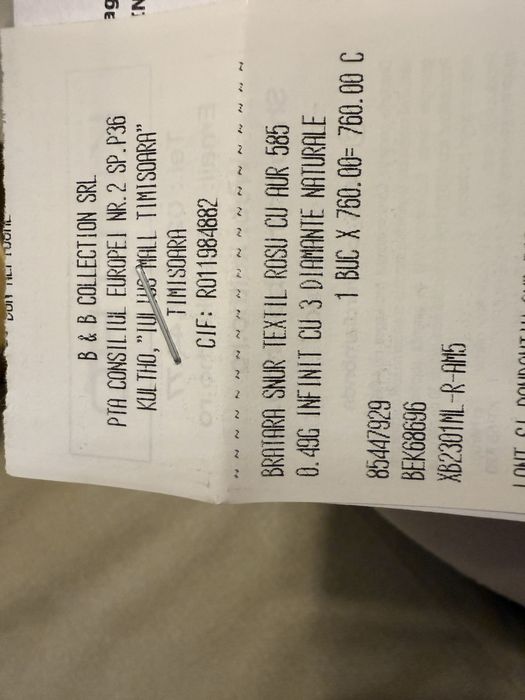 B & B COLLECTION SRL
PTA CONSILIUL EUROPEI NR.2 SP.P36
KULTHO, "IUL MALL TIMISOARA"
TIMISOARA
CIF: RO11984882
BRATARA SNUR TEXTIL ROSU CU AUR 585
0.49G INFINIT CU 3 DIAMANTE NATURALE
1 BUC X 760.00= 760.00 C
85447929
BEK68696
XB2301ML-R-AM5